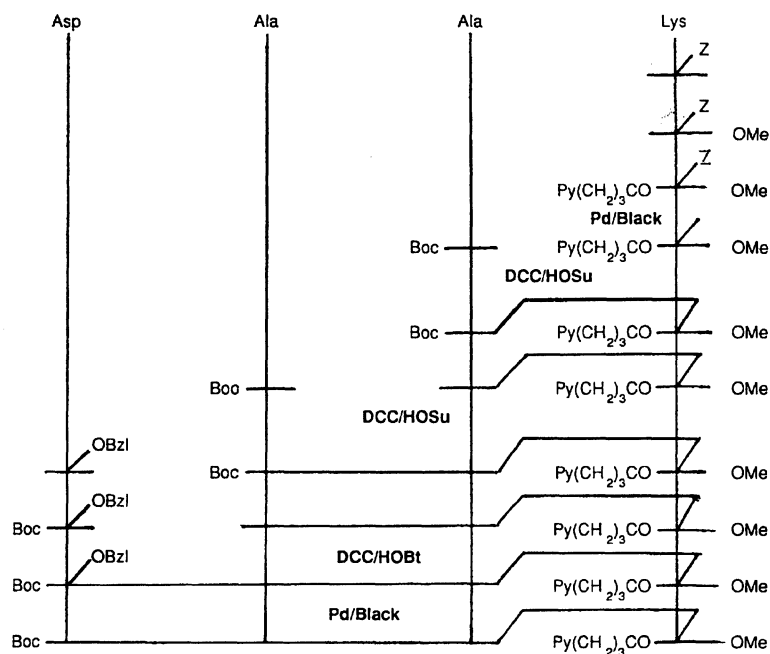 Asp Ala Ala Lys
Z
Z
OMe
Z
Py(CH2)3CO OMe
Pd/Black
Boc Py(CH2)3CO OMe
DCC/HOSu
Boc Py(CH2)3CO OMe
Boo Py(CH2)3CO OMe
DCC/HOSu
OBzl
Boc Py(CH2)3CO OMe
OBzl
Boc Py(CH2)3CO OMe
DCC/HOBt
OBzl
Boc Py(CH2)3CO OMe
Pd/Black
Boc Py(CH2)3CO OMe